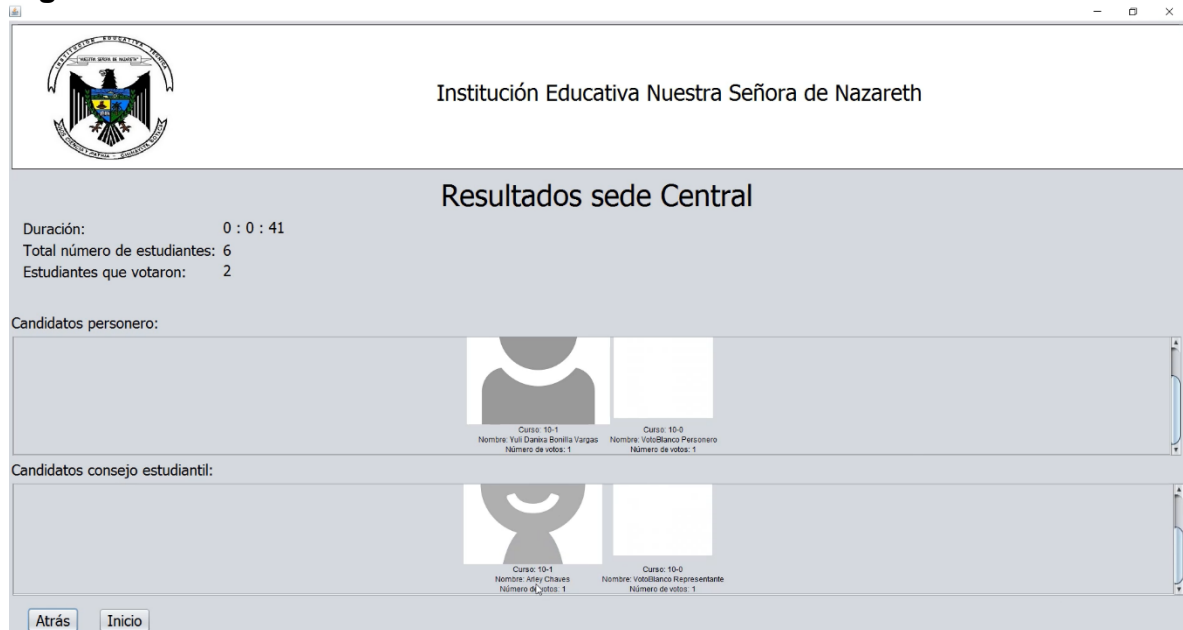 INSTITUCIÓN EDUCATIVA TÉCNICA
Institución Educativa Nuestra Señora de Nazareth
Resultados sede Central
Duración: 0 : 0 : 41
Total número de estudiantes: 6
Estudiantes que votaron: 2
Candidatos personero:
Curso: 10-1 Curso: 10-0
Nombre: Yuli Danixa Bonilla Vargas Nombre: VotoBlanco Personero
Número de votos: 1 Número de votos: 1
Candidatos consejo estudiantil:
Curso: 10-1 Curso: 10-0
Nombre: Arley Chaves Nombre: VotoBlanco Representante
Número de votos: 1 Número de votos: 1
Atrás Inicio